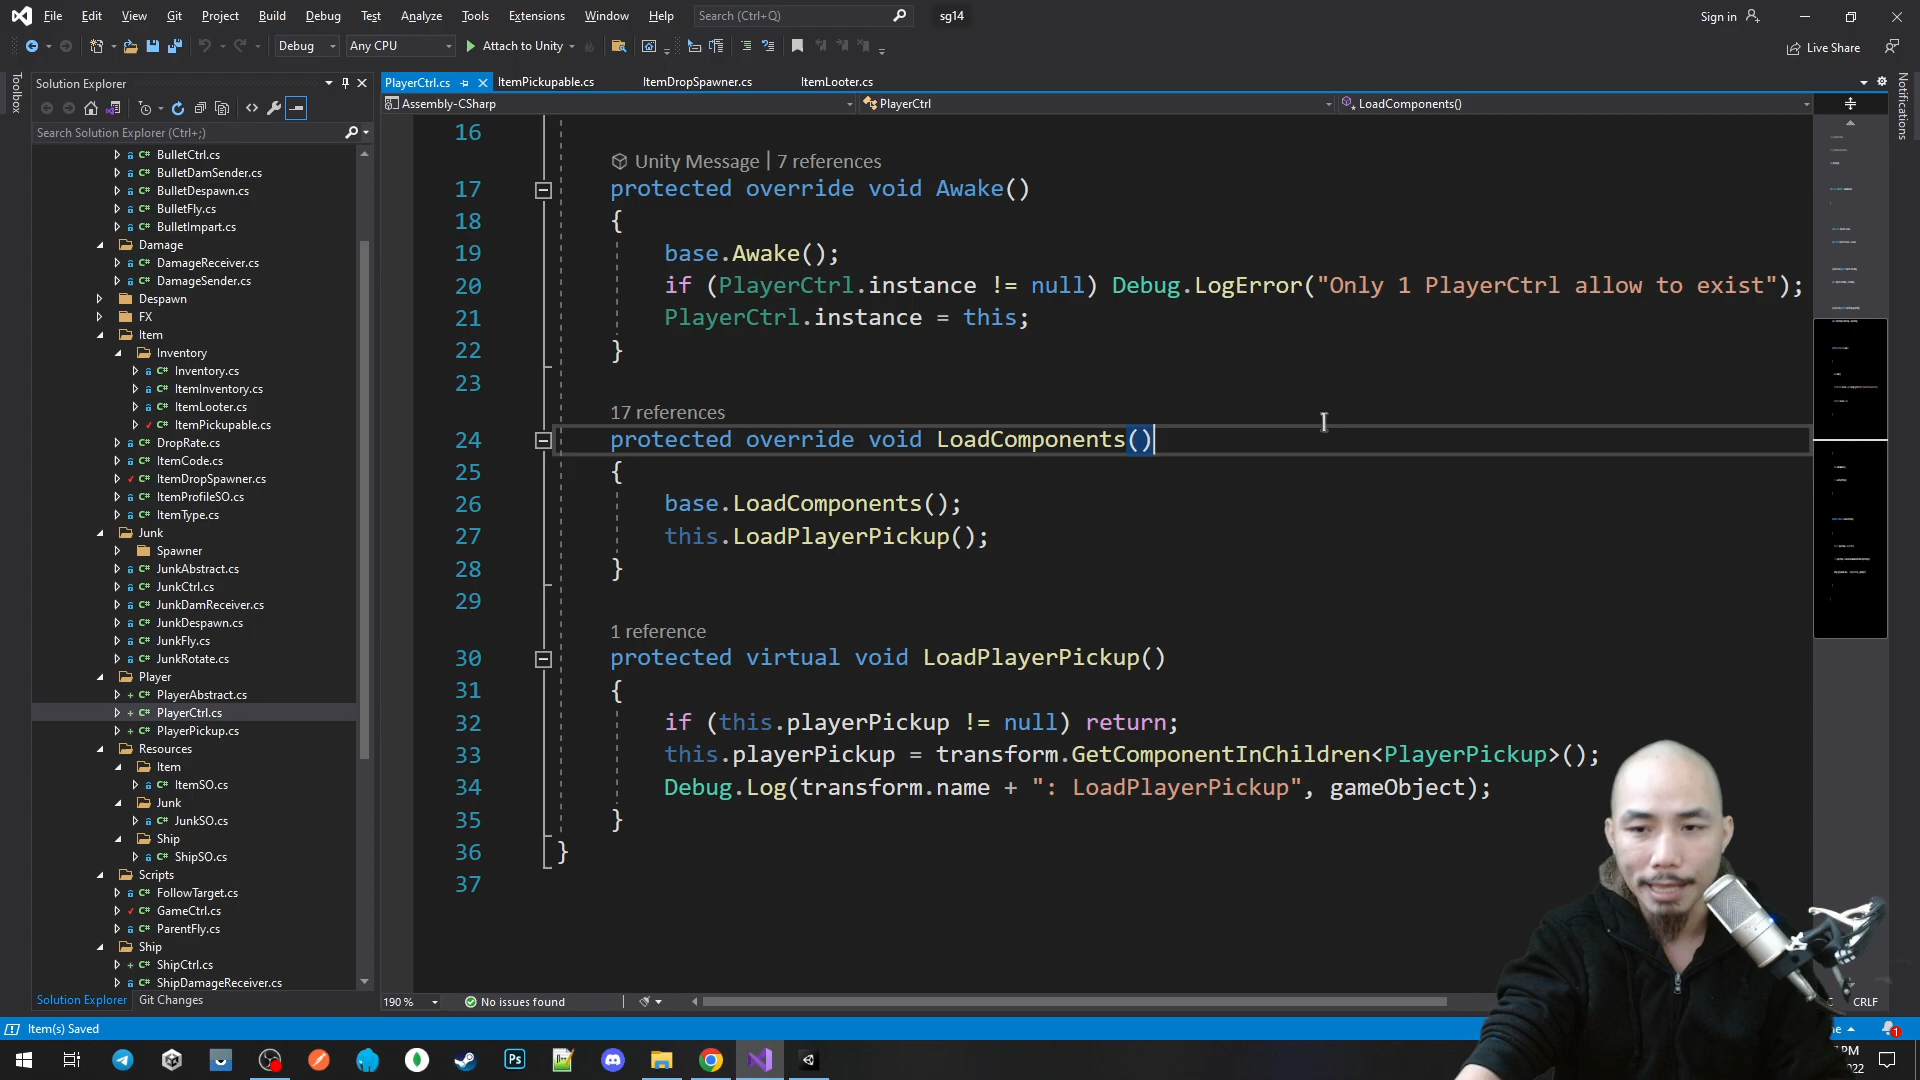 File Edit View Git Project Build Debug Test Analyze Tools Extensions Window Help Search (Ctrl+Q) sg14 Sign in
Debug Any CPU Attach to Unity Live Share
Toolbox
Solution Explorer
Search Solution Explorer (Ctrl+;)
C# BulletCtrl.cs
C# BulletDamSender.cs
C# BulletDespawn.cs
C# BulletFly.cs
C# BulletImpart.cs
Damage
C# DamageReceiver.cs
C# DamageSender.cs
Despawn
FX
Item
Inventory
C# Inventory.cs
C# ItemInventory.cs
C# ItemLooter.cs
C# ItemPickupable.cs
C# DropRate.cs
C# ItemCode.cs
C# ItemDropSpawner.cs
C# ItemProfileSO.cs
C# ItemType.cs
Junk
Spawner
C# JunkAbstract.cs
C# JunkCtrl.cs
C# JunkDamReceiver.cs
C# JunkDespawn.cs
C# JunkFly.cs
C# JunkRotate.cs
Player
+ C# PlayerAbstract.cs
+ C# PlayerCtrl.cs
+ C# PlayerPickup.cs
Resources
Item
C# ItemSO.cs
Junk
C# JunkSO.cs
Ship
C# ShipSO.cs
Scripts
C# FollowTarget.cs
C# GameCtrl.cs
C# ParentFly.cs
Ship
+ C# ShipCtrl.cs
C# ShipDamageReceiver.cs
Solution Explorer Git Changes
PlayerCtrl.cs ItemPickupable.cs ItemDropSpawner.cs ItemLooter.cs
Assembly-CSharp PlayerCtrl LoadComponents()
Notifications
16
Unity Message | 7 references
17 protected override void Awake()
18 {
19 base.Awake();
20 if (PlayerCtrl.instance != null) Debug.LogError("Only 1 PlayerCtrl allow to exist");
21 PlayerCtrl.instance = this;
22 }
23
17 references
24 protected override void LoadComponents()
25 {
26 base.LoadComponents();
27 this.LoadPlayerPickup();
28 }
29
1 reference
30 protected virtual void LoadPlayerPickup()
31 {
32 if (this.playerPickup != null) return;
33 this.playerPickup = transform.GetComponentInChildren<PlayerPickup>();
34 Debug.Log(transform.name + ": LoadPlayerPickup", gameObject);
35 }
36 }
37
190 % No issues found CRLF
Item(s) Saved
Ps
PM